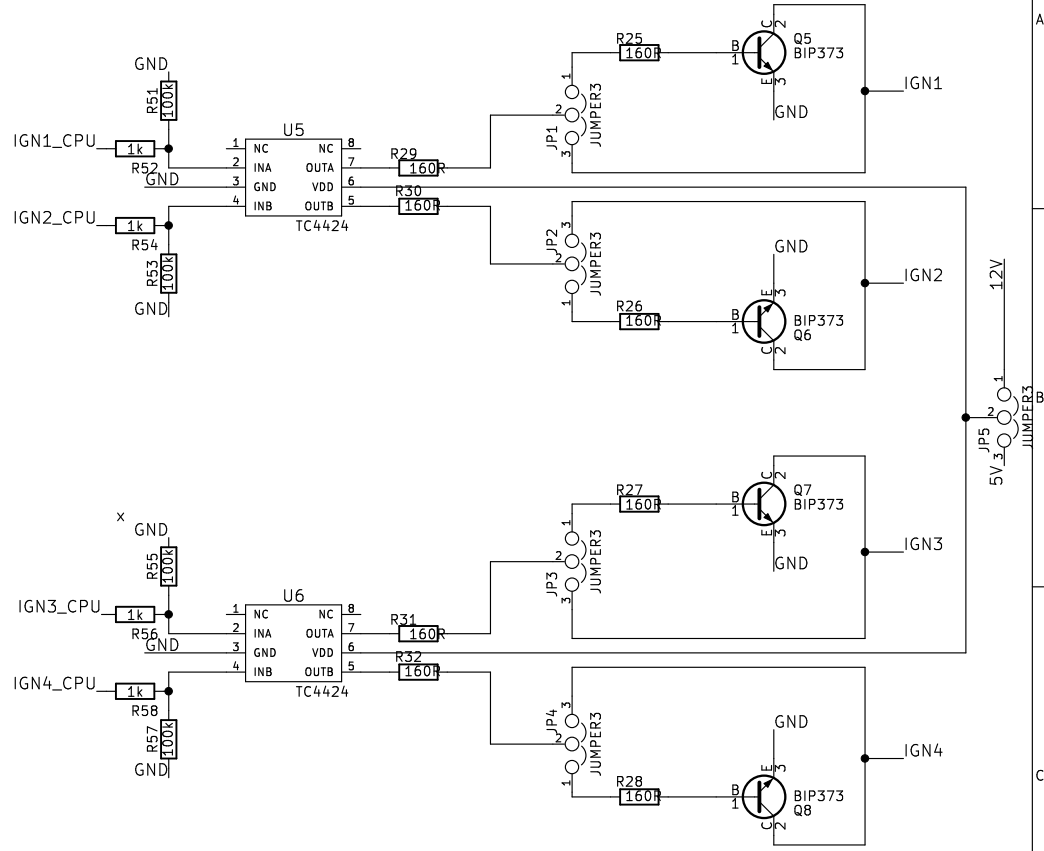 A
C
2
R25
160R
B
1
Q5
BIP373
E
3
GND
IGN1
GND
R51
100k
1
2
3
JP1
JUMPER3
IGN1_CPU
1k
R52
GND
U5
1 NC NC 8
2 INA OUTA 7
3 GND VDD 6
4 INB OUTB 5
TC4424
R29
160R
R30
160R
IGN2_CPU
1k
R54
R53
100k
GND
3
2
1
JP2
JUMPER3
GND
E
3
IGN2
12V
R26
160R
B
1
BIP373
Q6
C
2
1
2
3
JP5
JUMPER3
B
5V
C
2
R27
160R
B
1
Q7
BIP373
E
3
GND
IGN3
x
GND
R55
100k
1
2
3
JP3
JUMPER3
IGN3_CPU
1k
R56
GND
U6
1 NC NC 8
2 INA OUTA 7
3 GND VDD 6
4 INB OUTB 5
TC4424
R31
160R
R32
160R
IGN4_CPU
1k
R58
R57
100k
GND
3
2
1
JP4
JUMPER3
GND
E
3
IGN4
R28
160R
B
1
BIP373
Q8
C
2
C